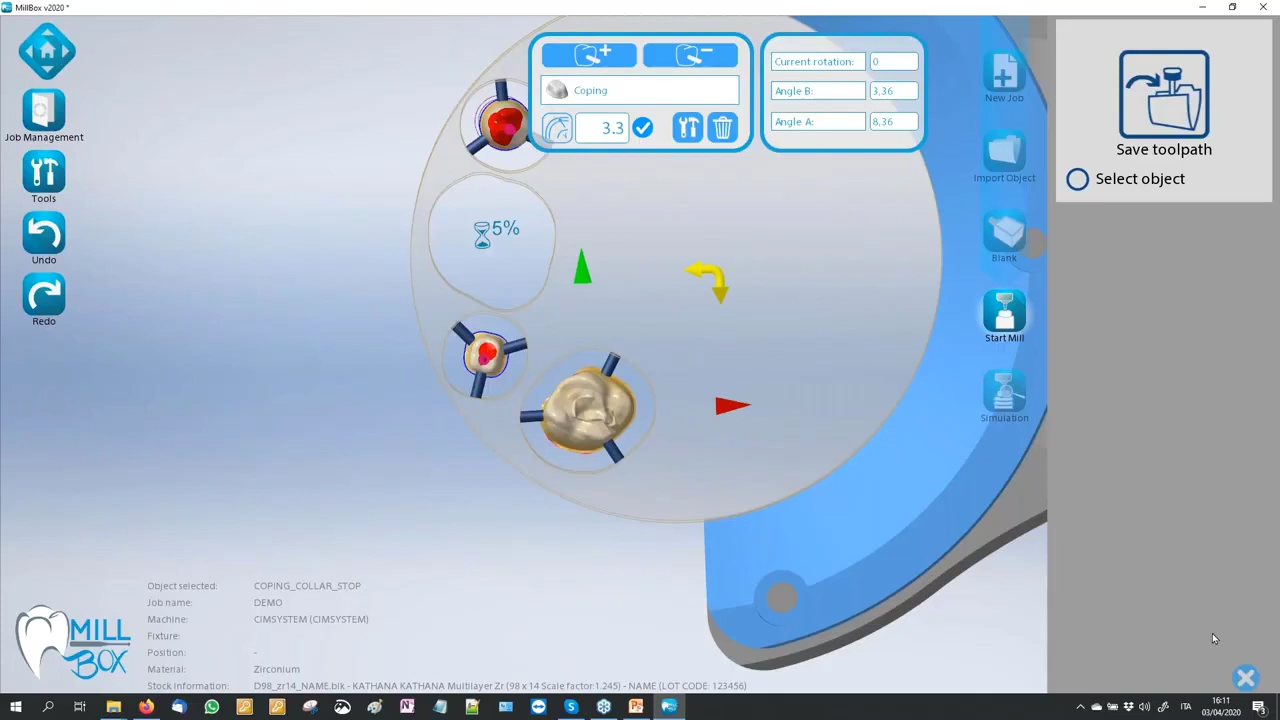 MillBox v2020 *
Job Management
Tools
Undo
Redo
Coping
3.3
Current rotation: 0
Angle B: 3,36
Angle A: 8,36
5%
New Job
Import Object
Blank
Start Mill
Simulation
Save toolpath
Select object
MILL
BOX
Object selected: COPING_COLLAR_STOP
Job name: DEMO
Machine: CIMSYSTEM (CIMSYSTEM)
Fixture:
Position: -
Material: Zirconium
Stock information: D98_zr14_NAME.blk - KATHANA KATHANA Multilayer Zr (98 x 14 Scale factor:1.245) - NAME (LOT CODE: 123456)
ITA
16:11
03/04/2020